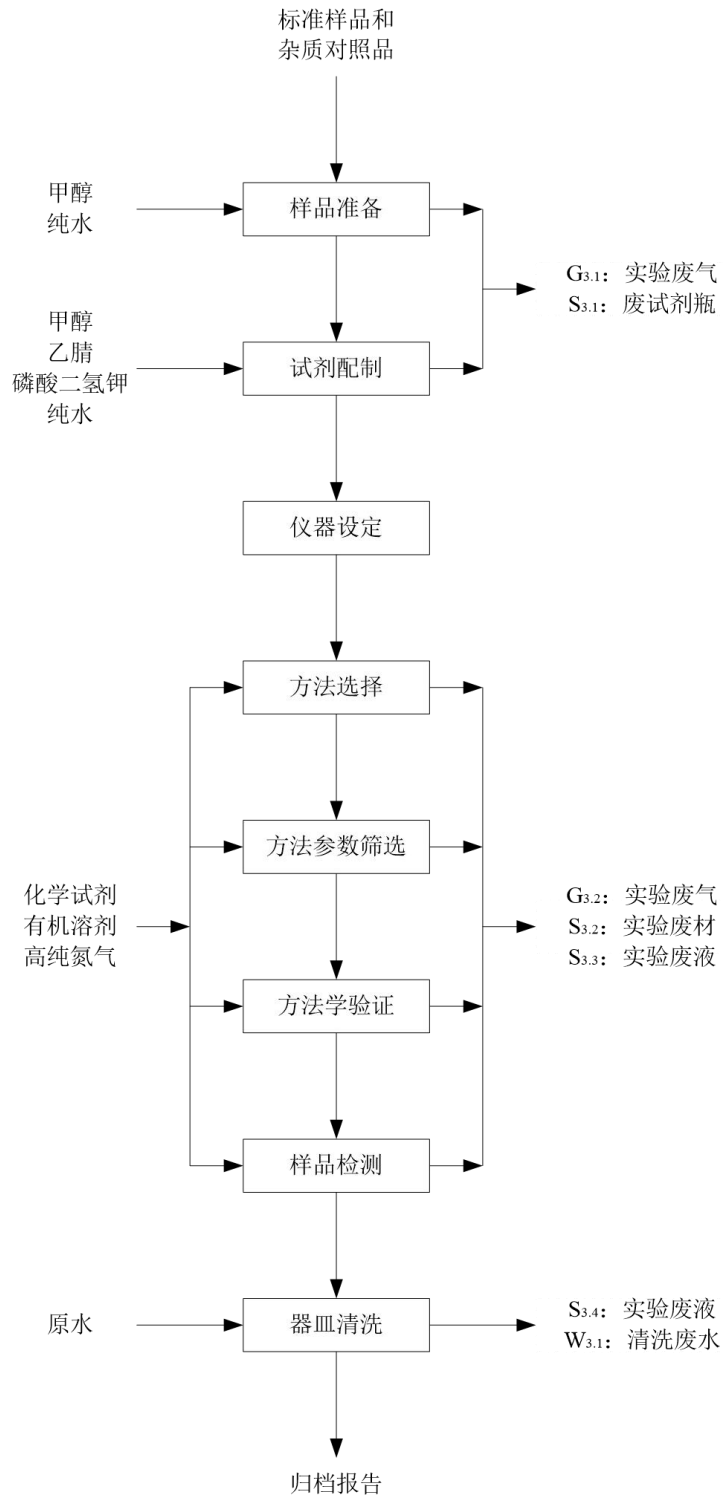 标准样品和
杂质对照品
甲醇
纯水
样品准备
G3.1：实验废气
S3.1：废试剂瓶
甲醇
乙腈
磷酸二氢钾
纯水
试剂配制
仪器设定
方法选择
方法参数筛选
化学试剂
有机溶剂
高纯氮气
G3.2：实验废气
S3.2：实验废材
S3.3：实验废液
方法学验证
样品检测
原水
器皿清洗
S3.4：实验废液
W3.1：清洗废水
归档报告